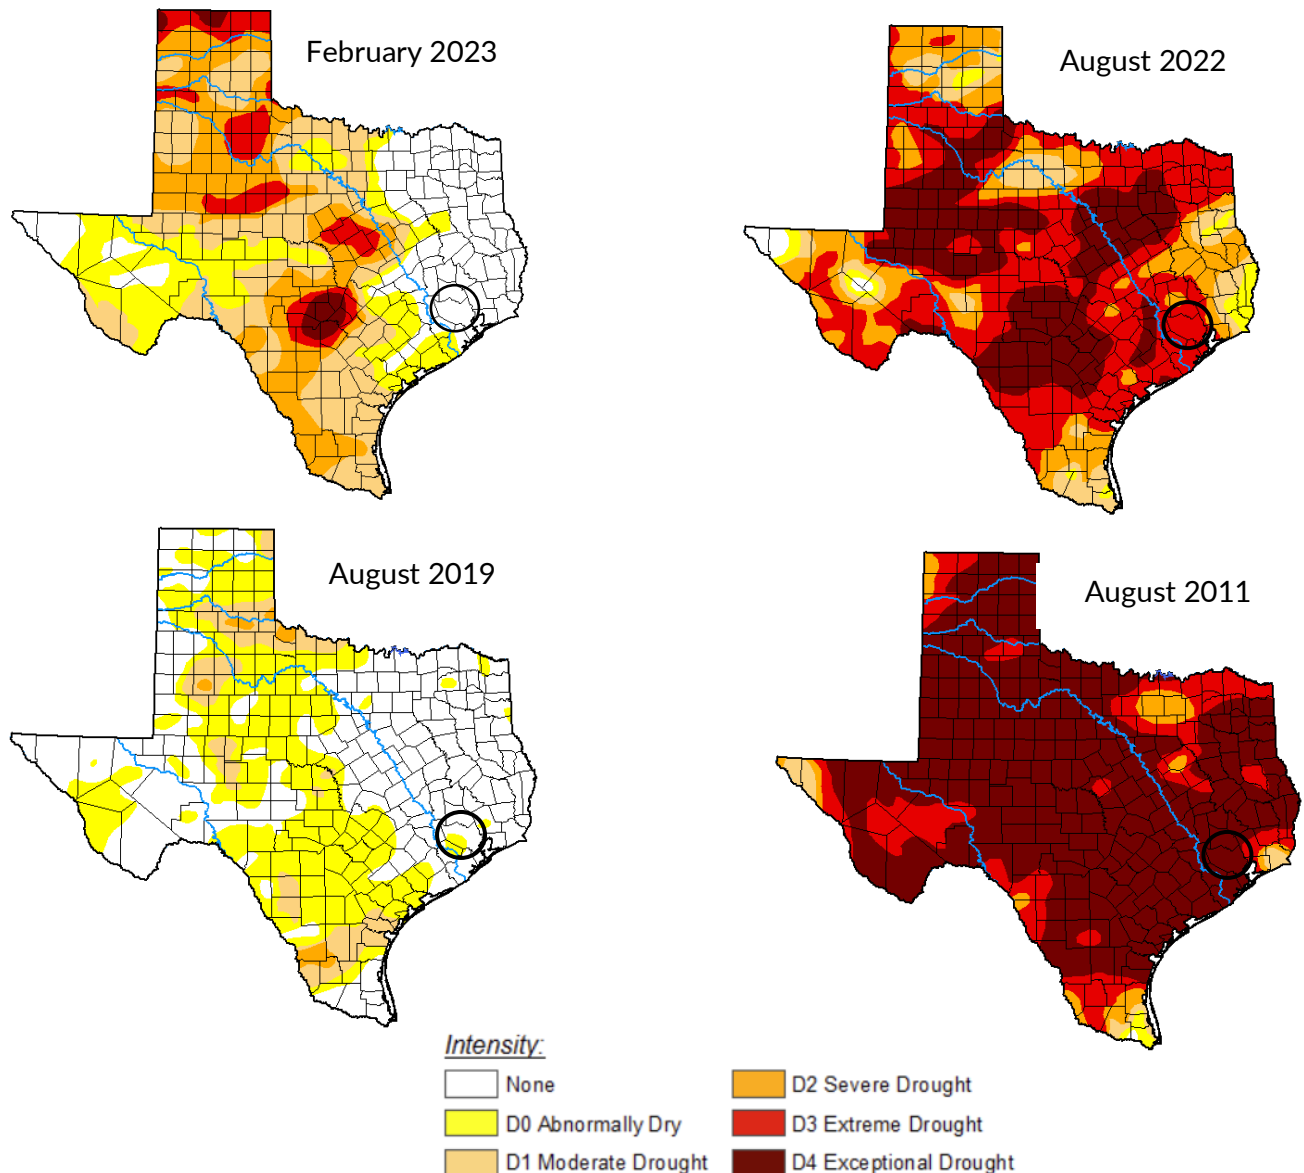 February 2023
August 2022
August 2019
August 2011
Intensity:
None
D0 Abnormally Dry
D1 Moderate Drought
D2 Severe Drought
D3 Extreme Drought
D4 Exceptional Drought